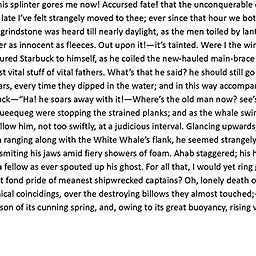 his splinter gores me now! Accursed fate! that the unconquerable
late I've felt strangely moved to thee; ever since that hour we bot
grindstone was heard till nearly daylight, as the men toiled by lant
er as innocent as fleeces. Out upon it!—it's tainted. Were I the wir
ured Starbuck to himself, as he coiled the new-hauled main-brace
st vital stuff of vital fathers. What's that he said? he should still go
ars, every time they dipped in the water; and in this way accompar
uck—"Ha! he soars away with it!—Where's the old man now? see'
queequeg were stopping the strained planks; and as the whale swir
llow him, not too swiftly, at a judicious interval. Glancing upwards,
n ranging along with the White Whale's flank, he seemed strangely
smiting his jaws amid fiery showers of foam. Ahab staggered; his h
a fellow as ever spouted up his ghost. For all that, I would yet ring g
t fond pride of meanest shipwrecked captains? Oh, lonely death o
ical coincidings, over the destroying billows they almost touched;—
son of its cunning spring, and, owing to its great buoyancy, rising v